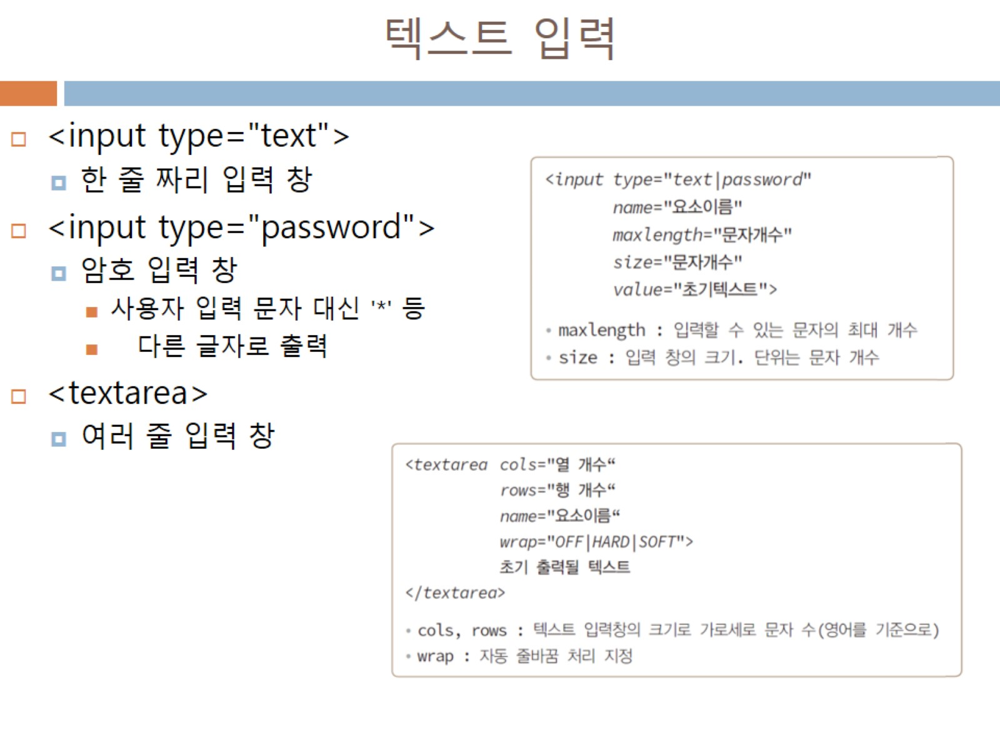 텍스트 입력
<input type="text">
한 줄 짜리 입력 창
<input type="password">
암호 입력 창
사용자 입력 문자 대신 '*' 등
다른 글자로 출력
<textarea>
여러 줄 입력 창
<input type="text|password"
name="요소이름"
maxlength="문자개수"
size="문자개수"
value="초기텍스트">
• maxlength : 입력할 수 있는 문자의 최대 개수
• size : 입력 창의 크기. 단위는 문자 개수
<textarea cols="열 개수“
rows="행 개수“
name="요소이름“
wrap="OFF|HARD|SOFT">
초기 출력될 텍스트
</textarea>
• cols, rows : 텍스트 입력창의 크기로 가로세로 문자 수(영어를 기준으로)
• wrap : 자동 줄바꿈 처리 지정